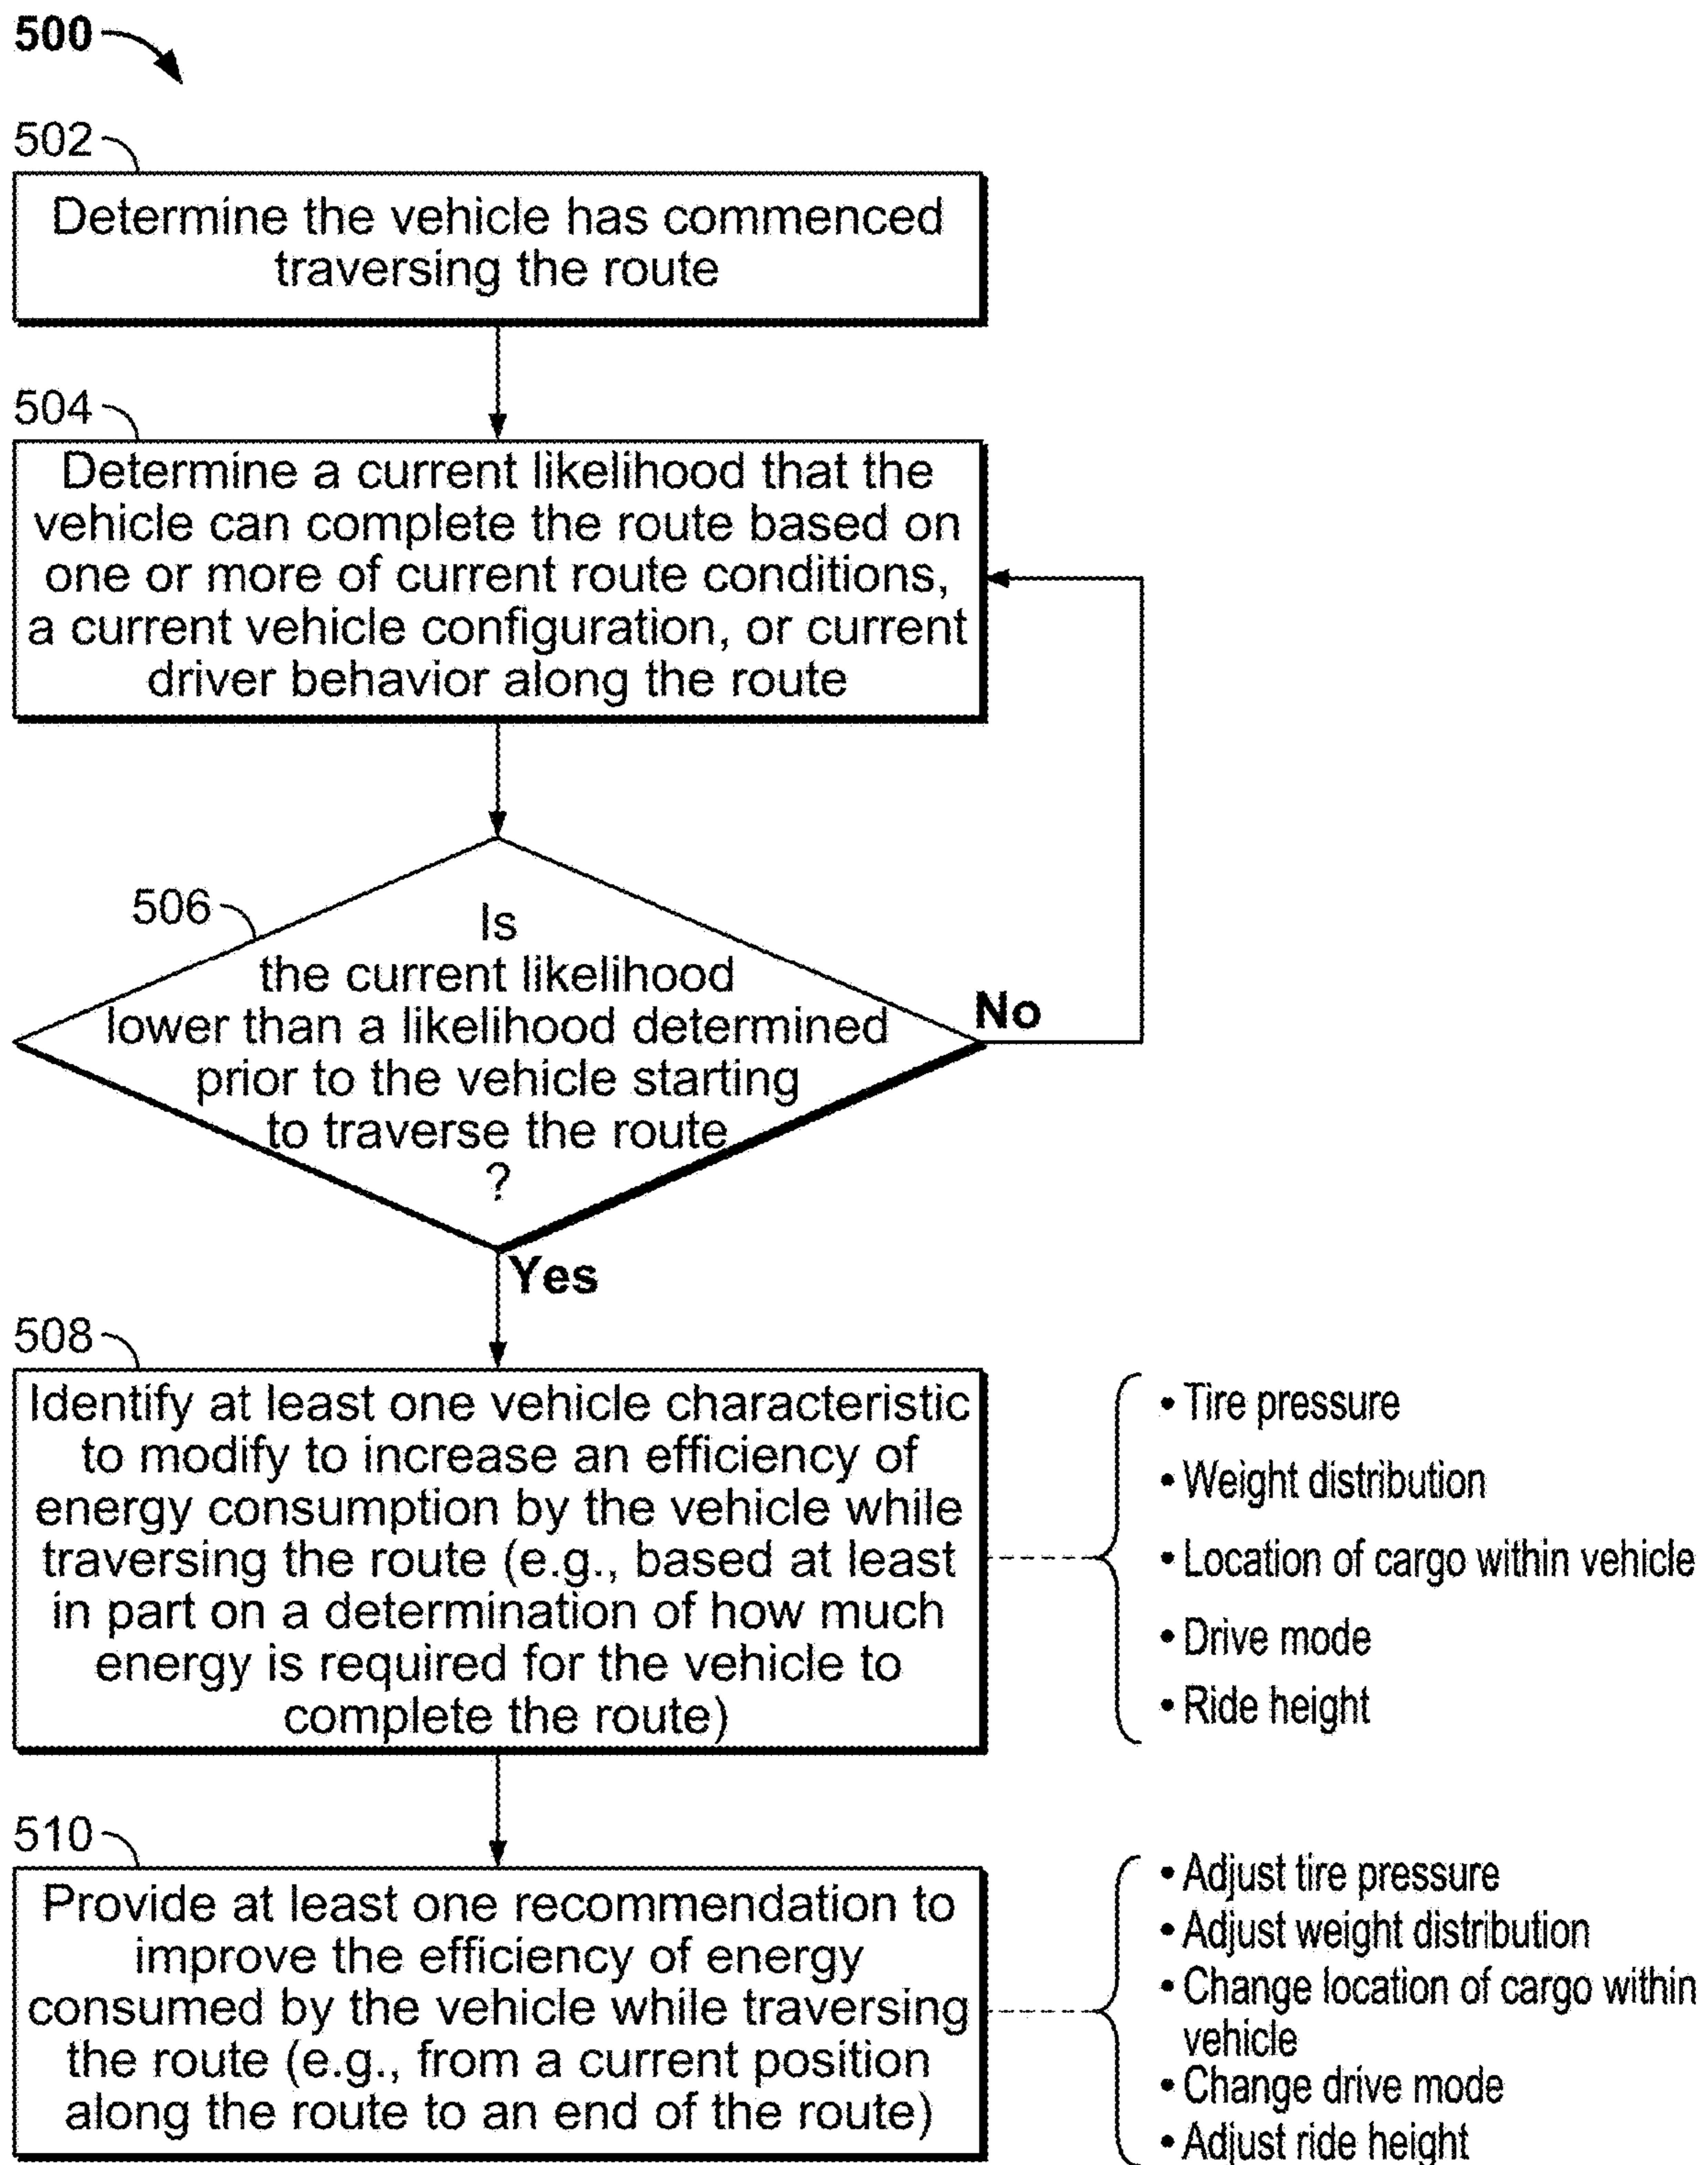 500
502
Determine the vehicle has commenced
traversing the route
504
Determine a current likelihood that the
vehicle can complete the route based on
one or more of current route conditions,
a current vehicle configuration, or current
driver behavior along the route
506
Is
the current likelihood
lower than a likelihood determined
prior to the vehicle starting
to traverse the route
?
No
Yes
508
Identify at least one vehicle characteristic
to modify to increase an efficiency of
energy consumption by the vehicle while
traversing the route (e.g., based at least
in part on a determination of how much
energy is required for the vehicle to
complete the route)
• Tire pressure
• Weight distribution
• Location of cargo within vehicle
• Drive mode
• Ride height
510
Provide at least one recommendation to
improve the efficiency of energy
consumed by the vehicle while traversing
the route (e.g., from a current position
along the route to an end of the route)
• Adjust tire pressure
• Adjust weight distribution
• Change location of cargo within
vehicle
• Change drive mode
• Adjust ride height